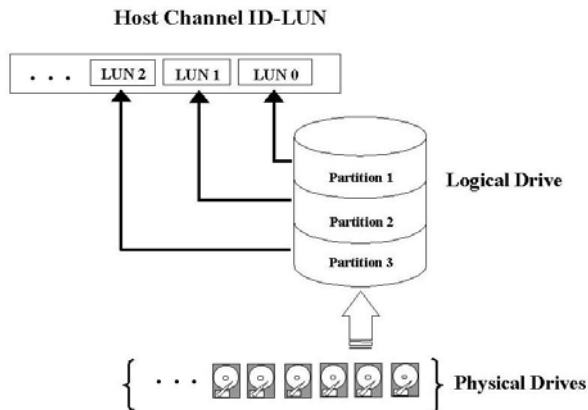 Host Channel ID-LUN
. . . LUN 2 LUN 1 LUN 0
Partition 1
Logical Drive
Partition 2
Partition 3
{ . . . } Physical Drives